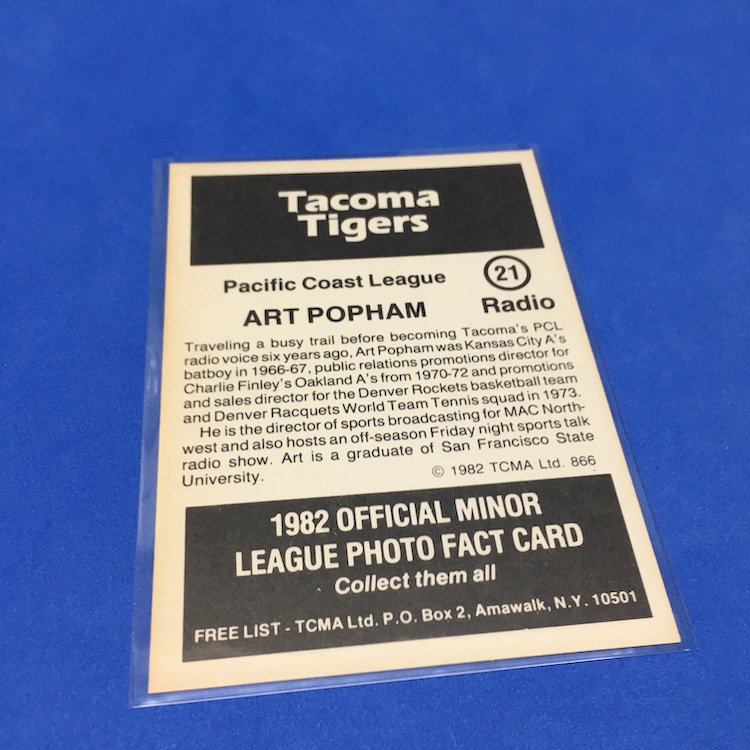 Tacoma
Tigers
Pacific Coast League
21
ART POPHAM
Radio
Traveling a busy trail before becoming Tacoma's PCL
radio voice six years ago, Art Popham was Kansas City A's
batboy in 1966-67, public relations promotions director for
Charlie Finley's Oakland A's from 1970-72 and promotions
and sales director for the Denver Rockets basketball team
and Denver Racquets World Team Tennis squad in 1973.
He is the director of sports broadcasting for MAC North-
west and also hosts an off-season Friday night sports talk
radio show. Art is a graduate of San Francisco State
University.
© 1982 TCMA Ltd. 866
1982 OFFICIAL MINOR
LEAGUE PHOTO FACT CARD
Collect them all
FREE LIST - TCMA Ltd. P.O. Box 2, Amawalk, N.Y. 10501